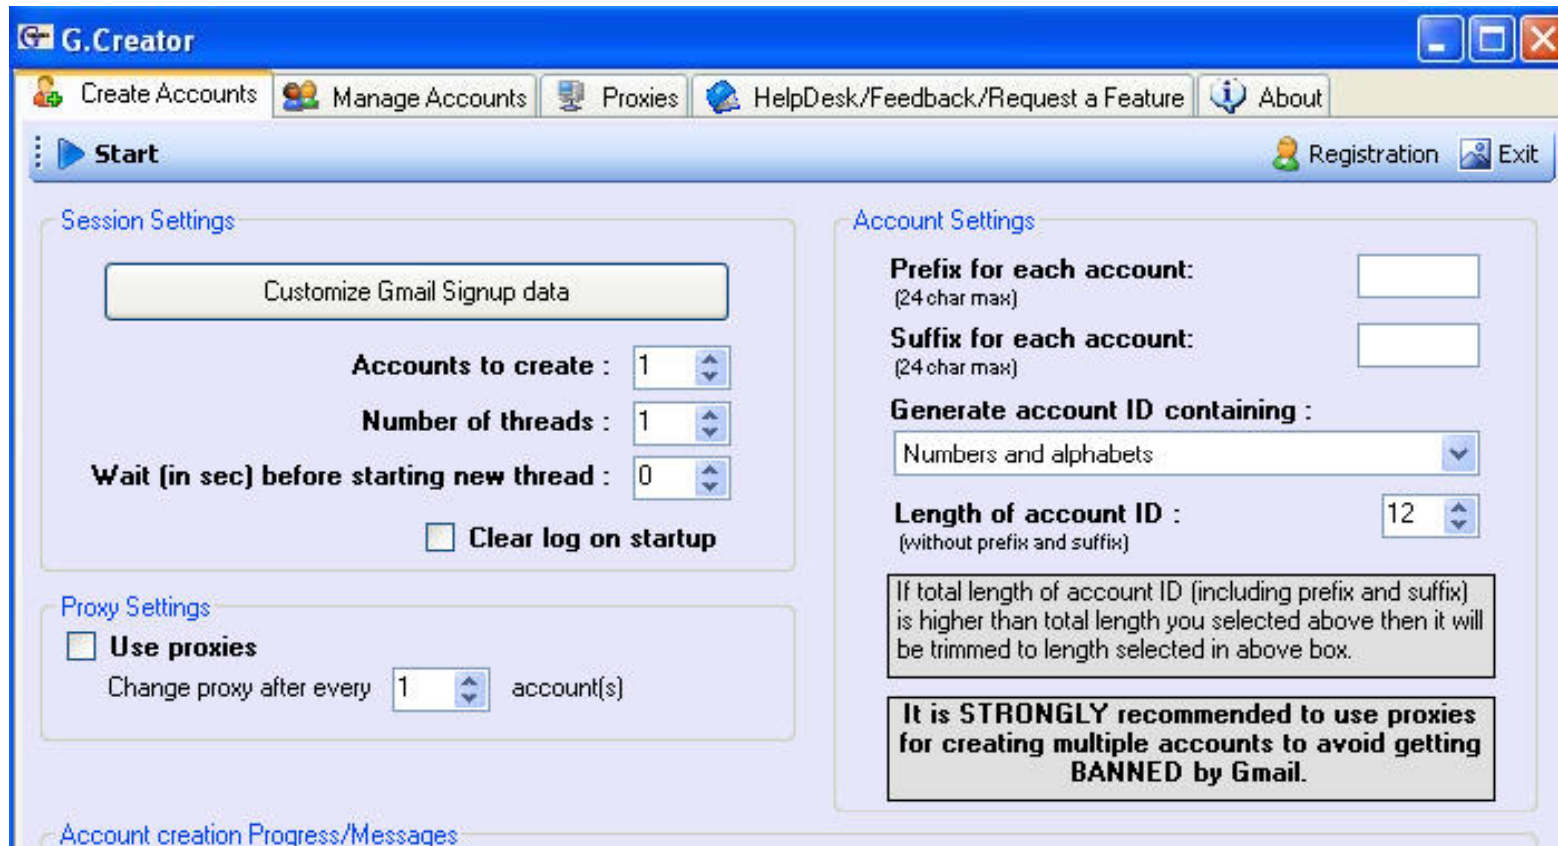 G.Creator
Create Accounts Manage Accounts Proxies HelpDesk/Feedback/Request a Feature About
Start Registration Exit
Session Settings
Customize Gmail Signup data
Accounts to create : 1
Number of threads : 1
Wait (in sec) before starting new thread : 0
Clear log on startup
Proxy Settings
Use proxies
Change proxy after every 1 account(s)
Account Settings
Prefix for each account:
(24 char max)
Suffix for each account:
(24 char max)
Generate account ID containing :
Numbers and alphabets
Length of account ID : 12
(without prefix and suffix)
If total length of account ID (including prefix and suffix)
is higher than total length you selected above then it will
be trimmed to length selected in above box.
It is STRONGLY recommended to use proxies
for creating multiple accounts to avoid getting
BANNED by Gmail.
Account creation Progress/Messages